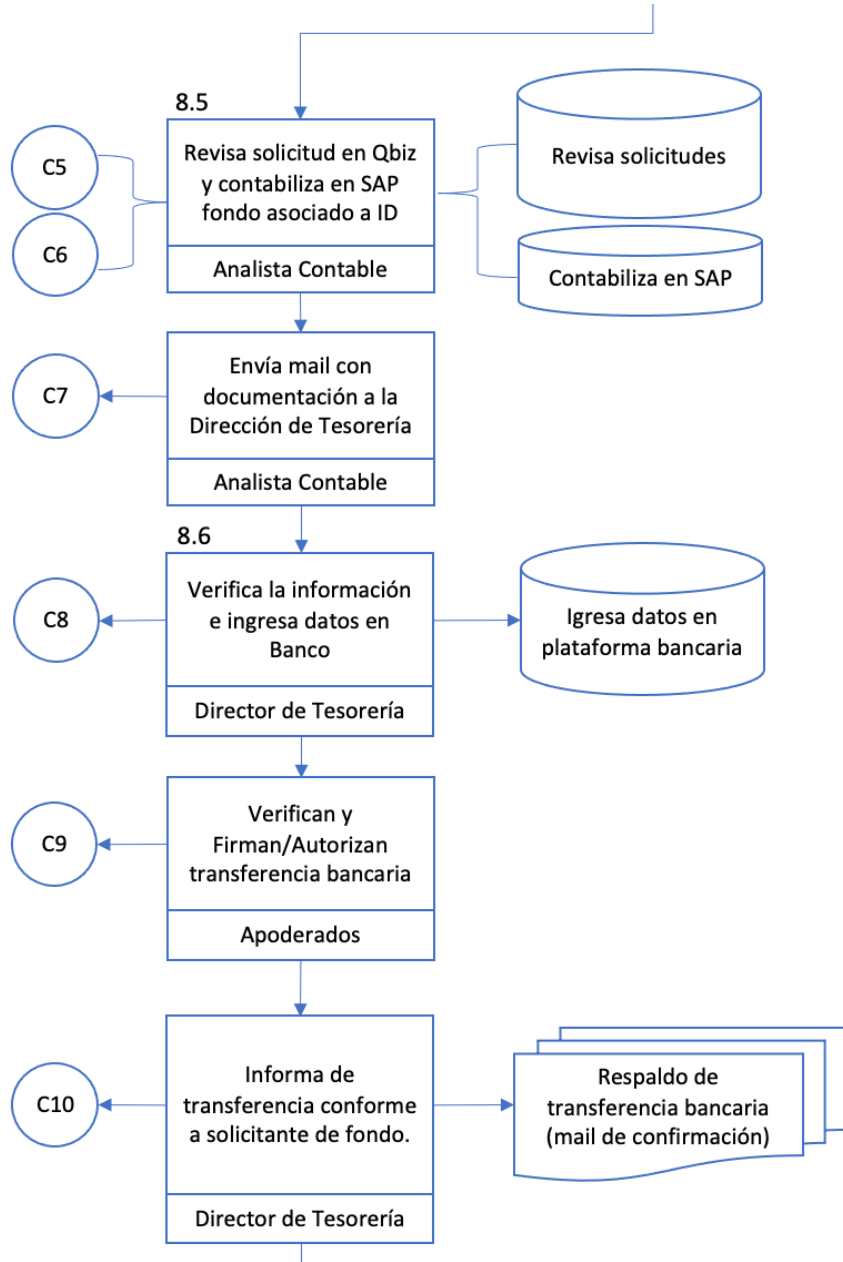 8.5
C5
C6
Revisa solicitud en Qbiz
y contabiliza en SAP
fondo asociado a ID
Analista Contable
Revisa solicitudes
Contabiliza en SAP
C7
Envía mail con
documentación a la
Dirección de Tesorería
Analista Contable
8.6
C8
Verifica la información
e ingresa datos en
Banco
Director de Tesorería
Igresa datos en
plataforma bancaria
C9
Verifican y
Firman/Autorizan
transferencia bancaria
Apoderados
C10
Informa de
transferencia conforme
a solicitante de fondo.
Director de Tesorería
Respaldo de
transferencia bancaria
(mail de confirmación)